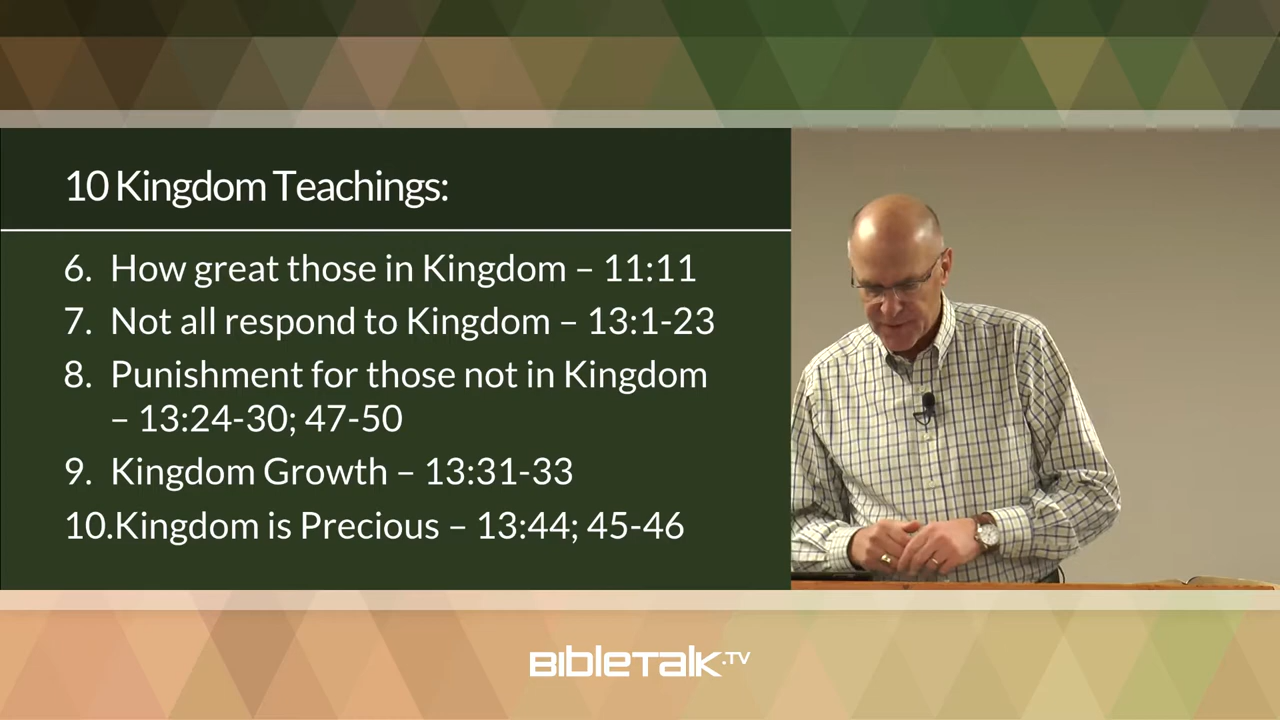 10 Kingdom Teachings:
6. How great those in Kingdom – 11:11
7. Not all respond to Kingdom – 13:1-23
8. Punishment for those not in Kingdom
– 13:24-30; 47-50
9. Kingdom Growth – 13:31-33
10.Kingdom is Precious – 13:44; 45-46
BibleTalk.TV